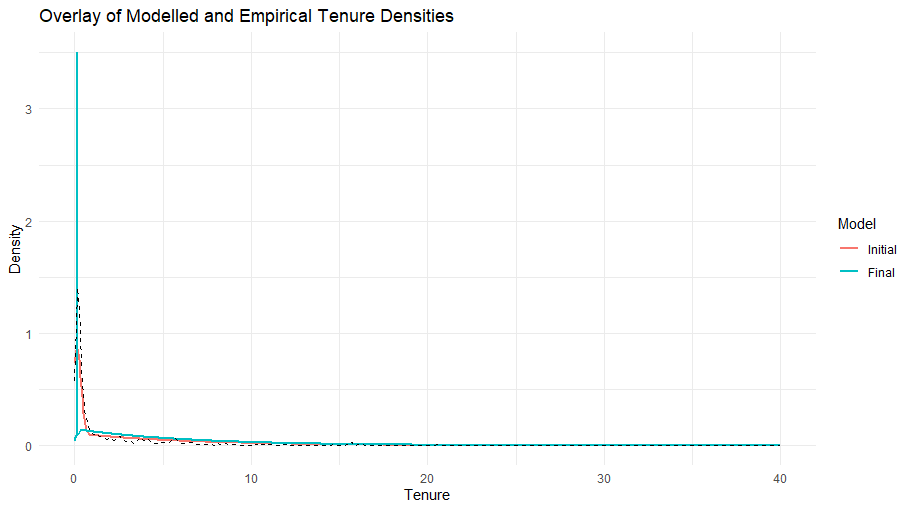 Overlay of Modelled and Empirical Tenure Densities
3
2
1
0
Density
0 10 20 30 40
Tenure
Model
Initial
Final